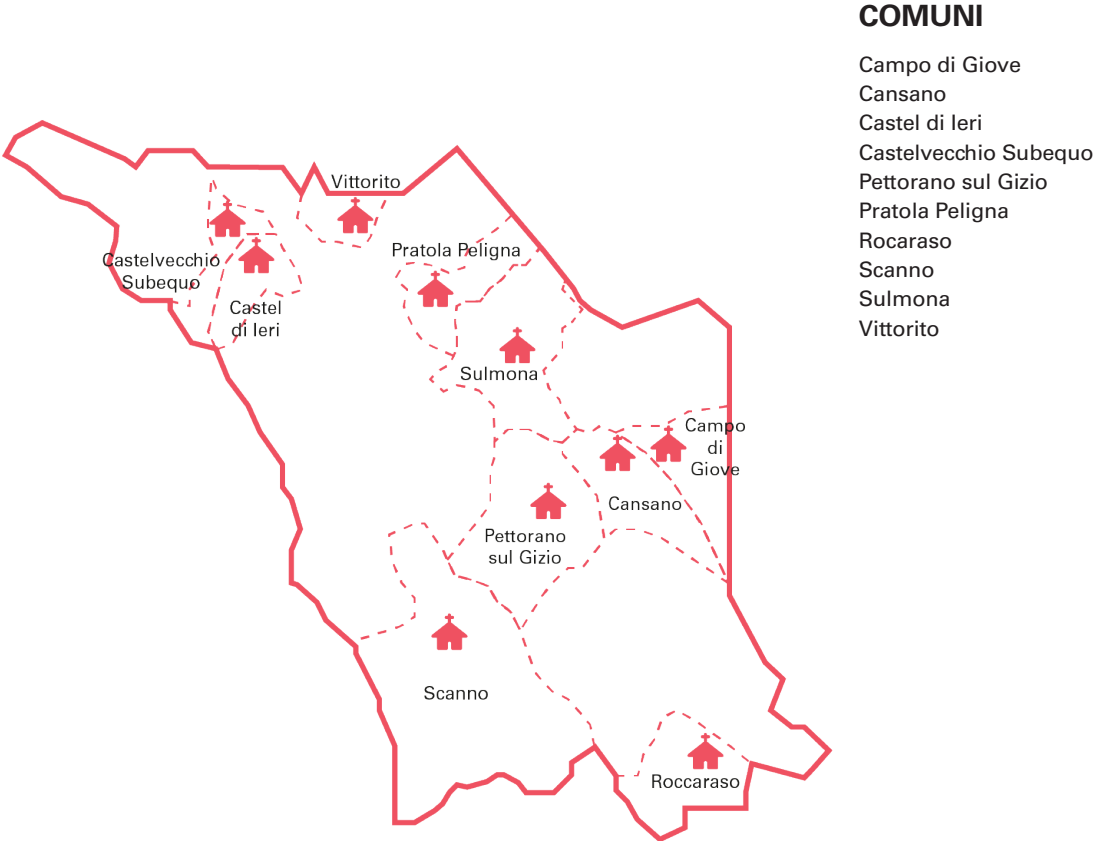 COMUNI
Campo di Giove
Cansano
Castel di Ieri
Castelvecchio Subequo
Pettorano sul Gizio
Pratola Peligna
Rocaraso
Scanno
Sulmona
Vittorito
Vittorito
Pratola Peligna
Castelvecchio
Subequo
Castel
di Ieri
Sulmona
Campo
di
Giove
Cansano
Pettorano
sul Gizio
Scanno
Roccaraso